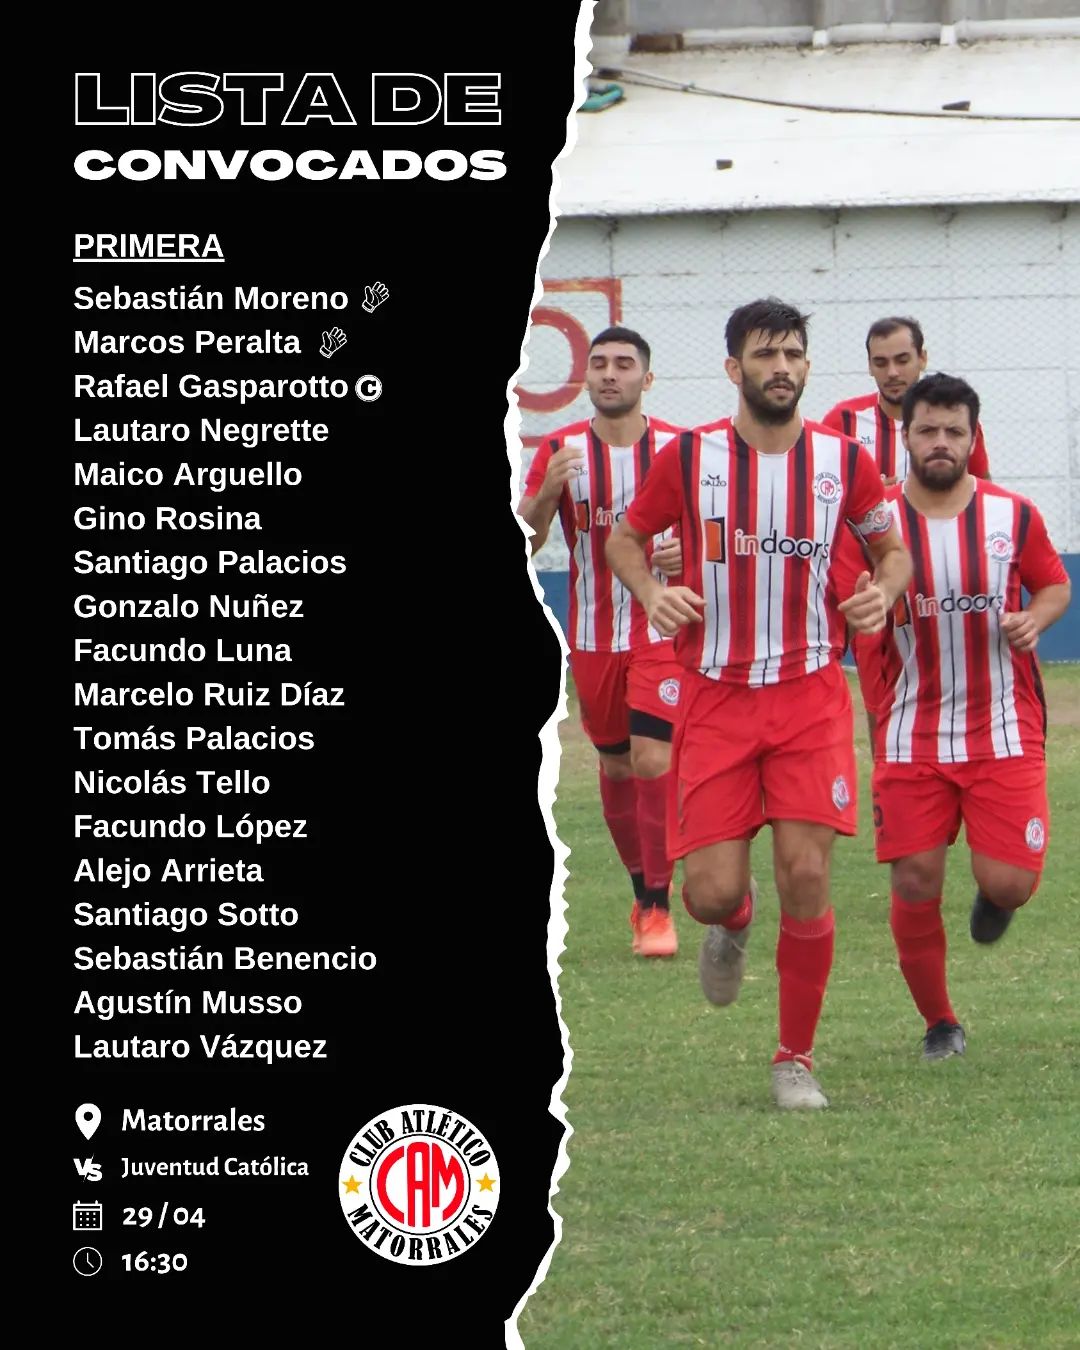 LISTA DE
CONVOCADOS
PRIMERA
Sebastián Moreno
Marcos Peralta
Rafael Gasparotto C
Lautaro Negrette
Maico Arguello
Gino Rosina
Santiago Palacios
Gonzalo Nuñez
Facundo Luna
Marcelo Ruiz Díaz
Tomás Palacios
Nicolás Tello
Facundo López
Alejo Arrieta
Santiago Sotto
Sebastián Benencio
Agustín Musso
Lautaro Vázquez
Matorrales
VS Juventud Católica
29/04
16:30
CLUB ATLÉTICO
CAM
MATORRALES
DALZO
indoors
indoors